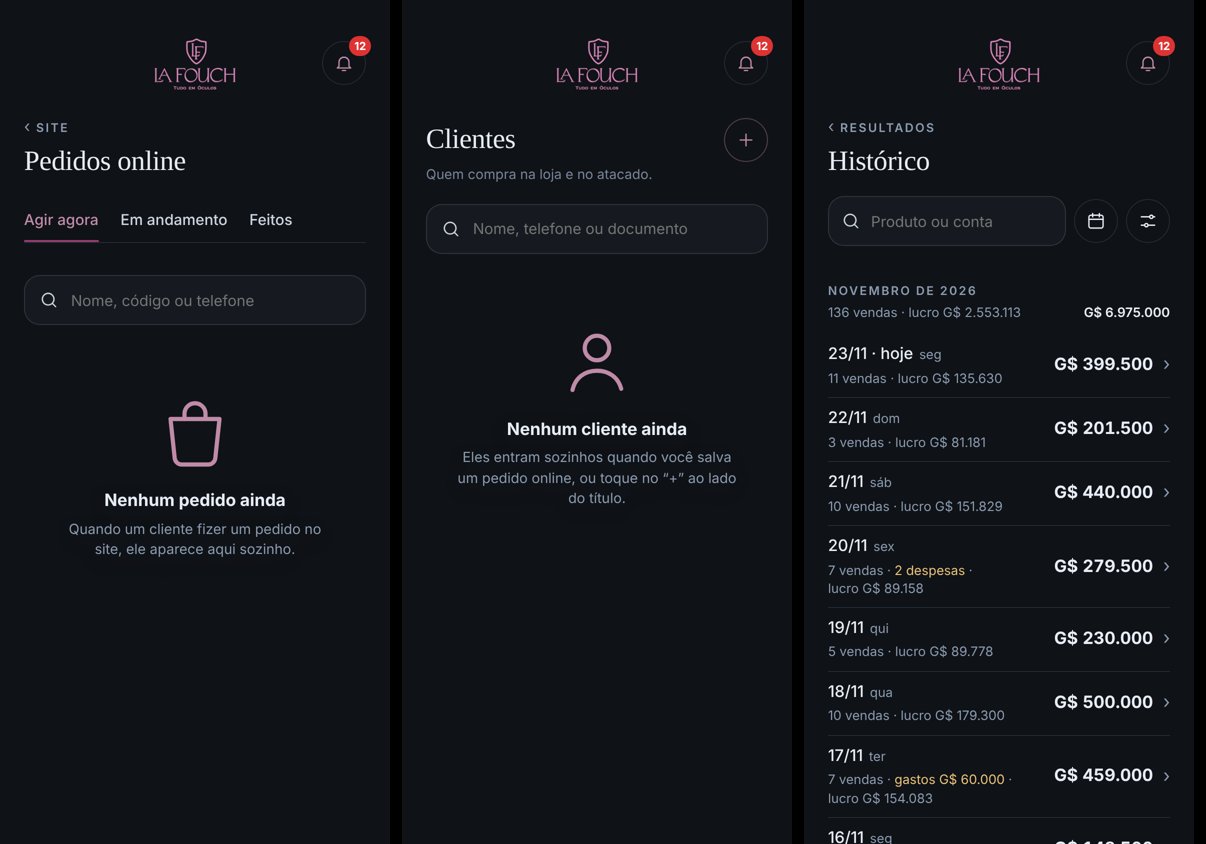 LF
LA FOUCH
TUDO EM ÓCULOS
12
‹ SITE
Pedidos online
Agir agora
Em andamento
Feitos
Nome, código ou telefone
Nenhum pedido ainda
Quando um cliente fizer um pedido no
site, ele aparece aqui sozinho.
LF
LA FOUCH
TUDO EM ÓCULOS
12
Clientes
+
Quem compra na loja e no atacado.
Nome, telefone ou documento
Nenhum cliente ainda
Eles entram sozinhos quando você salva
um pedido online, ou toque no “+” ao lado
do título.
LF
LA FOUCH
TUDO EM ÓCULOS
12
‹ RESULTADOS
Histórico
Produto ou conta
NOVEMBRO DE 2026
136 vendas · lucro G$ 2.553.113 G$ 6.975.000
23/11 · hoje seg G$ 399.500 ›
11 vendas · lucro G$ 135.630
22/11 dom G$ 201.500 ›
3 vendas · lucro G$ 81.181
21/11 sáb G$ 440.000 ›
10 vendas · lucro G$ 151.829
20/11 sex G$ 279.500 ›
7 vendas · 2 despesas ·
lucro G$ 89.158
19/11 qui G$ 230.000 ›
5 vendas · lucro G$ 89.778
18/11 qua G$ 500.000 ›
10 vendas · lucro G$ 179.300
17/11 ter G$ 459.000 ›
7 vendas · gastos G$ 60.000 ·
lucro G$ 154.083
16/11 seg